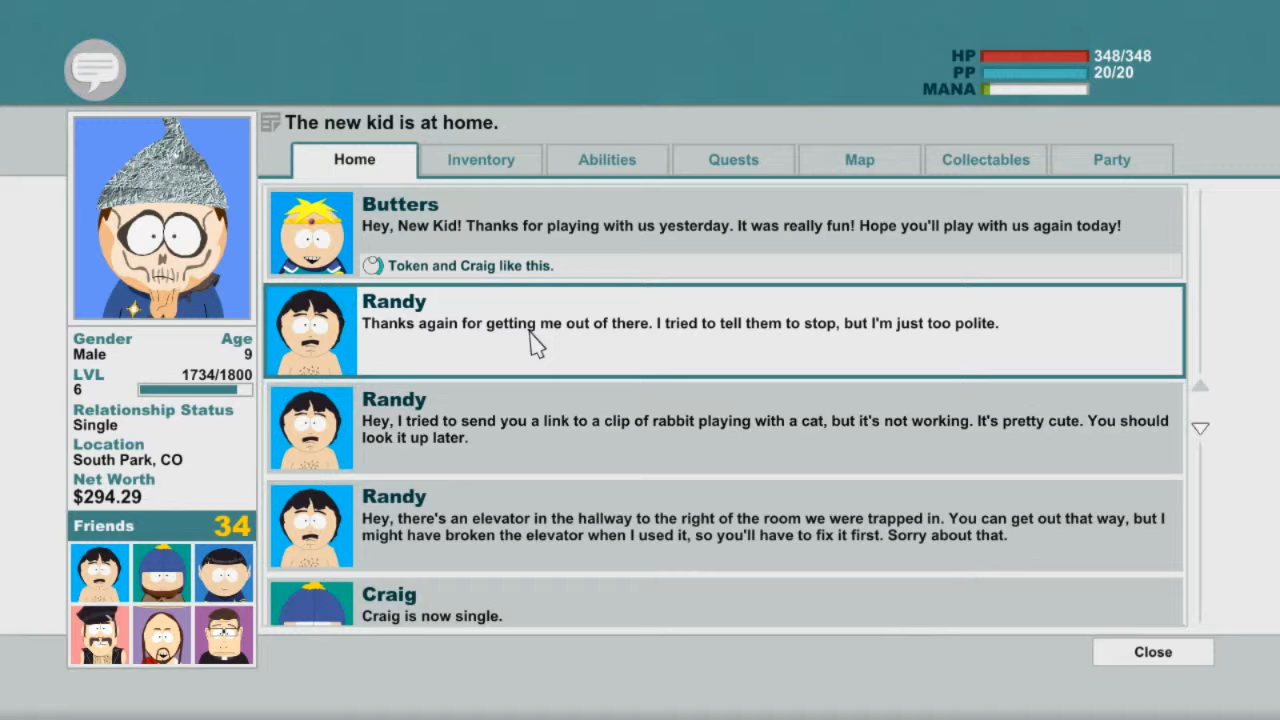 HP 348/348
PP 20/20
MANA
The new kid is at home.
Home Inventory Abilities Quests Map Collectables Party
Gender Age
Male 9
LVL 1734/1800
6
Relationship Status
Single
Location
South Park, CO
Net Worth
$294.29
Friends 34
Butters
Hey, New Kid! Thanks for playing with us yesterday. It was really fun! Hope you'll play with us again today!
Token and Craig like this.
Randy
Thanks again for getting me out of there. I tried to tell them to stop, but I'm just too polite.
Randy
Hey, I tried to send you a link to a clip of rabbit playing with a cat, but it's not working. It's pretty cute. You should
look it up later.
Randy
Hey, there's an elevator in the hallway to the right of the room we were trapped in. You can get out that way, but I
might have broken the elevator when I used it, so you'll have to fix it first. Sorry about that.
Craig
Craig is now single.
Close